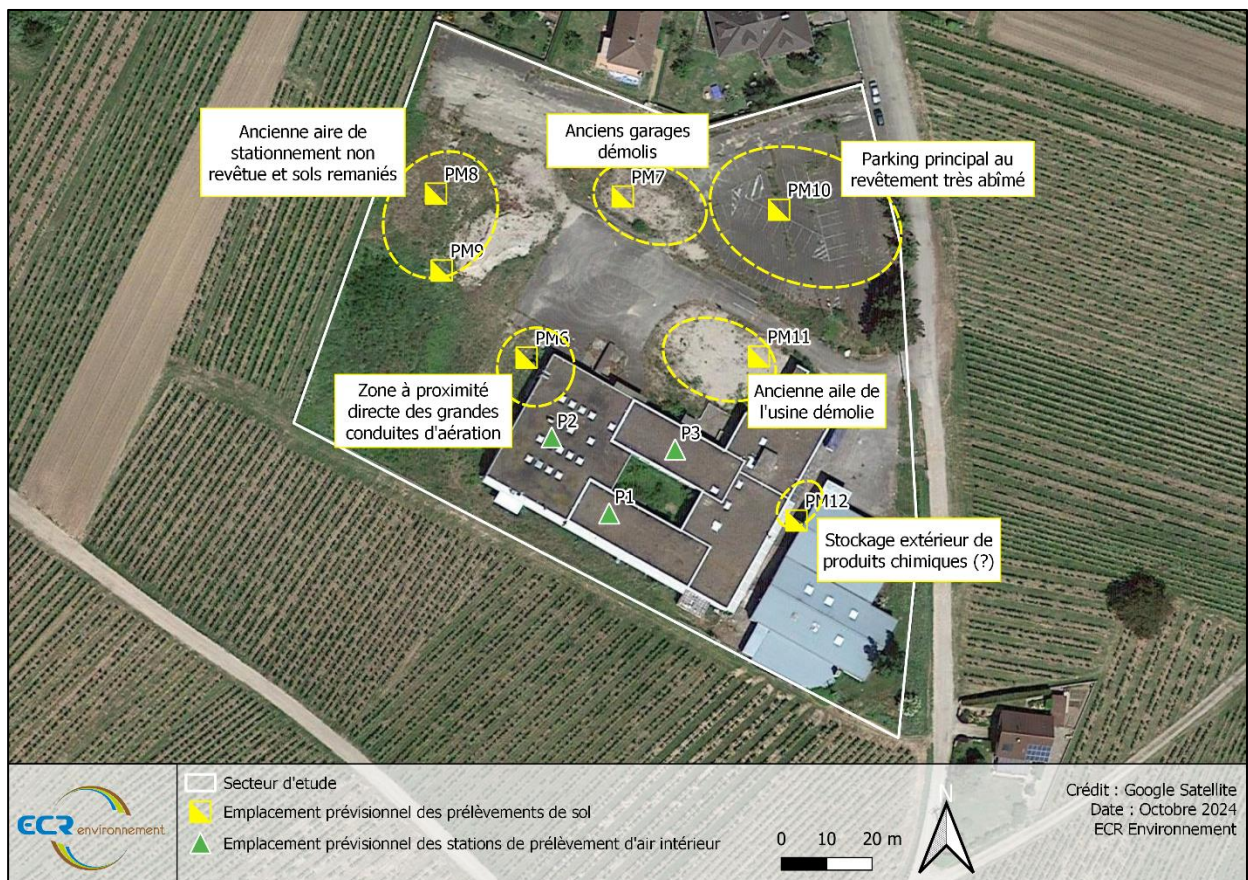 Ancienne aire de
stationnement non
revêtue et sols remaniés
Anciens garages
démolis
Parking principal au
revêtement très abîmé
PM8
PM7
PM10
PM9
PM6
PM11
Zone à proximité
directe des grandes
conduites d'aération
Ancienne aile de
l'usine démolie
P2
P3
P1
PM12
Stockage extérieur de
produits chimiques (?)
ECR environnement
Secteur d'etude
Emplacement prévisionnel des prélèvements de sol
Emplacement prévisionnel des stations de prélèvement d'air intérieur
0 10 20 m
N
Crédit : Google Satellite
Date : Octobre 2024
ECR Environnement